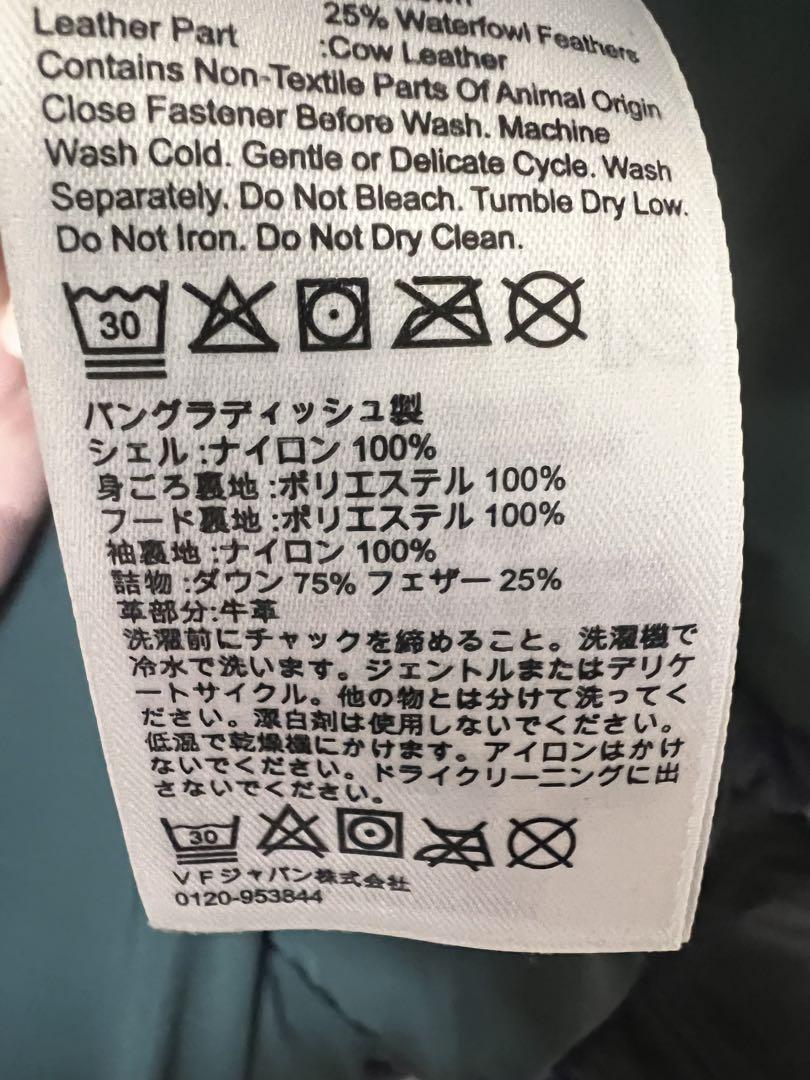 25% Waterfowl Feathers
Leather Part :Cow Leather
Contains Non-Textile Parts Of Animal Origin
Close Fastener Before Wash. Machine
Wash Cold. Gentle or Delicate Cycle. Wash
Separately. Do Not Bleach. Tumble Dry Low.
Do Not Iron. Do Not Dry Clean.
30
バングラディッシュ製
シェル :ナイロン 100%
身ごろ裏地 :ポリエステル 100%
フード裏地 :ポリエステル 100%
袖裏地 :ナイロン 100%
詰物 :ダウン 75% フェザー 25%
革部分:牛革
洗濯前にチャックを締めること。洗濯機で
冷水で洗います。ジェントルまたはデリケ
ートサイクル。他の物とは分けて洗ってく
ださい。漂白剤は使用しないでください。
低温で乾燥機にかけます。アイロンはかけ
ないでください。ドライクリーニングに出
さないでください。
30
VFジャパン株式会社
0120-953844